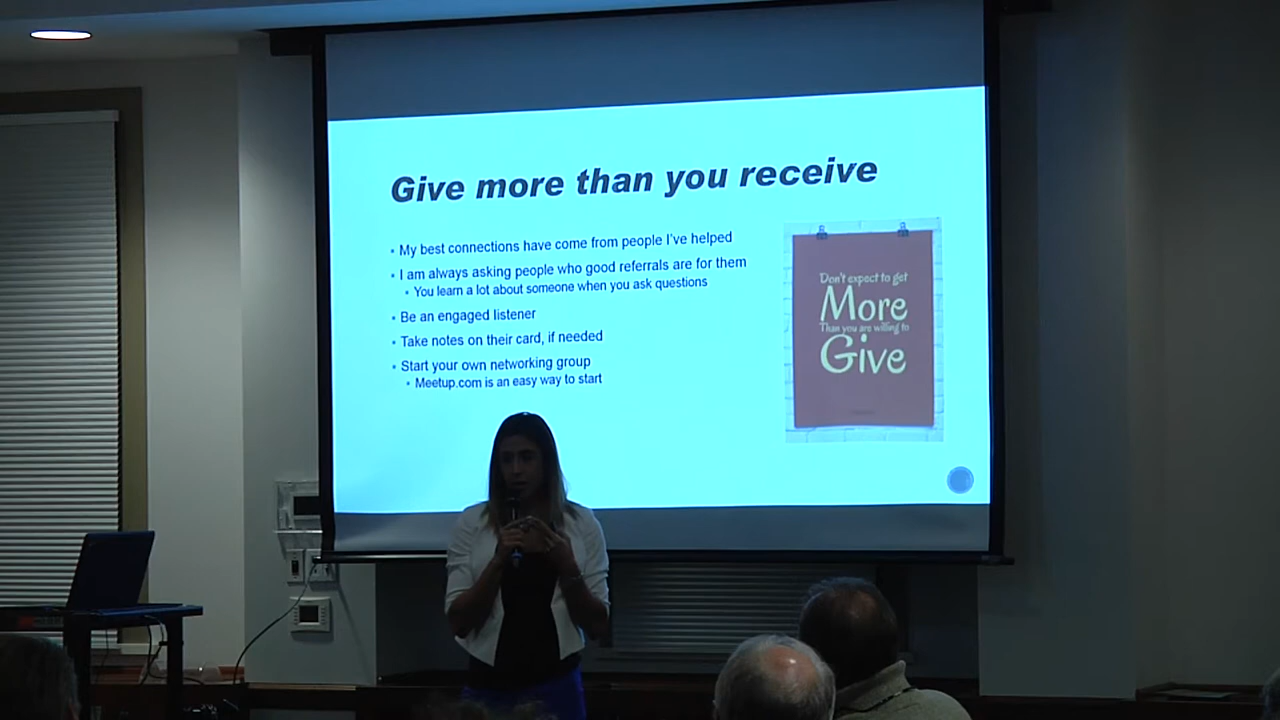 Give more than you receive
▪ My best connections have come from people I've helped
▪ I am always asking people who good referrals are for them
▪ You learn a lot about someone when you ask questions
▪ Be an engaged listener
▪ Take notes on their card, if needed
▪ Start your own networking group
▪ Meetup.com is an easy way to start
Don't expect to get
More
Than you are willing to
Give